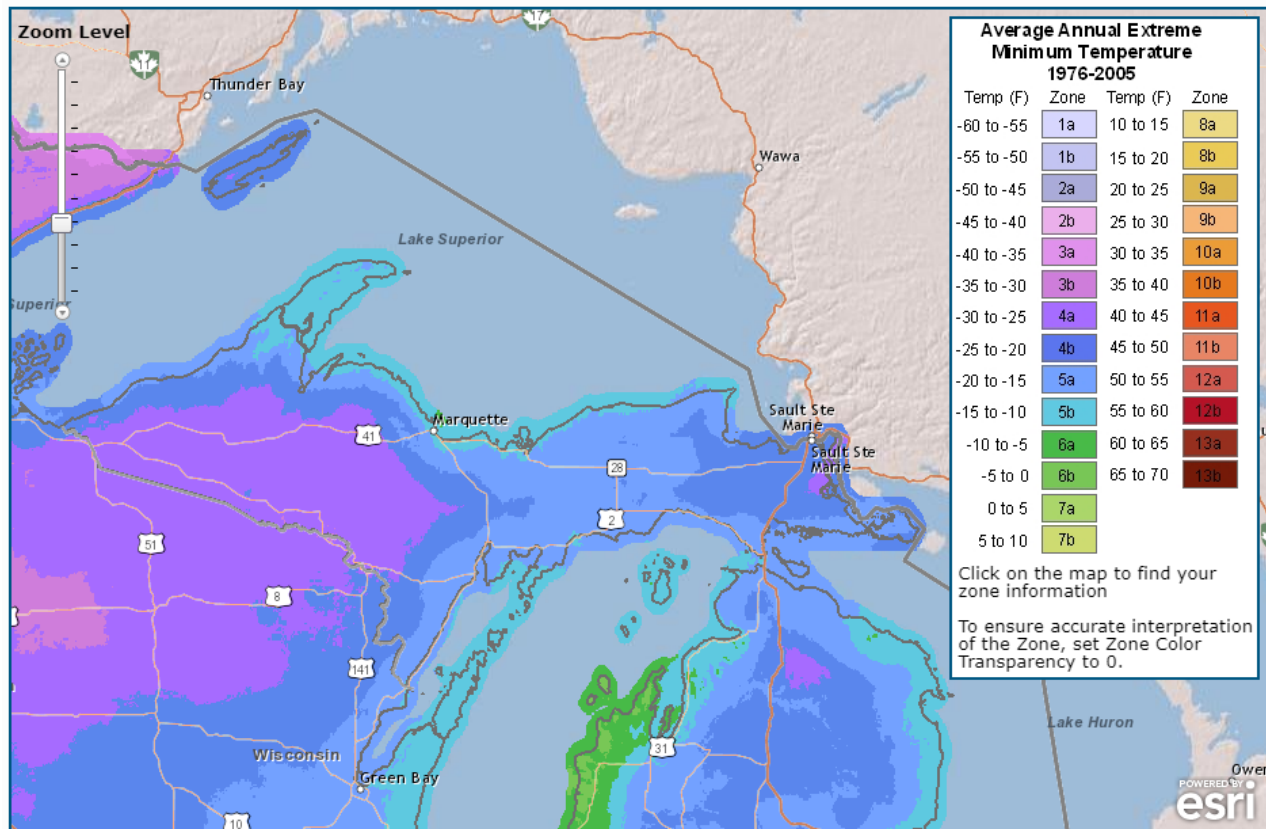 Zoom Level
17
11
Thunder Bay
Wawa
Lake Superior
Superior
Marquette
41
Sault Ste
Marie
Sault Ste
Marie
28
2
51
8
141
31
Wisconsin
Green Bay
10
Lake Huron
Owen
POWERED BY
esri
Average Annual Extreme
Minimum Temperature
1976-2005
Temp (F) Zone Temp (F) Zone
-60 to -55 1a 10 to 15 8a
-55 to -50 1b 15 to 20 8b
-50 to -45 2a 20 to 25 9a
-45 to -40 2b 25 to 30 9b
-40 to -35 3a 30 to 35 10a
-35 to -30 3b 35 to 40 10b
-30 to -25 4a 40 to 45 11a
-25 to -20 4b 45 to 50 11b
-20 to -15 5a 50 to 55 12a
-15 to -10 5b 55 to 60 12b
-10 to -5 6a 60 to 65 13a
-5 to 0 6b 65 to 70 13b
0 to 5 7a
5 to 10 7b
Click on the map to find your
zone information
To ensure accurate interpretation
of the Zone, set Zone Color
Transparency to 0.